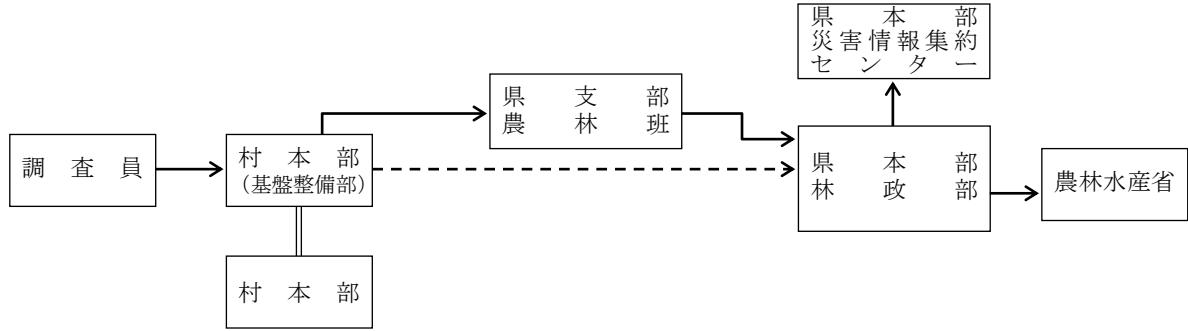 県本部
災害情報集約
センター
県支部
農林班
調査員
村本部
（基盤整備部）
県本部
林政部
農林水産省
村本部